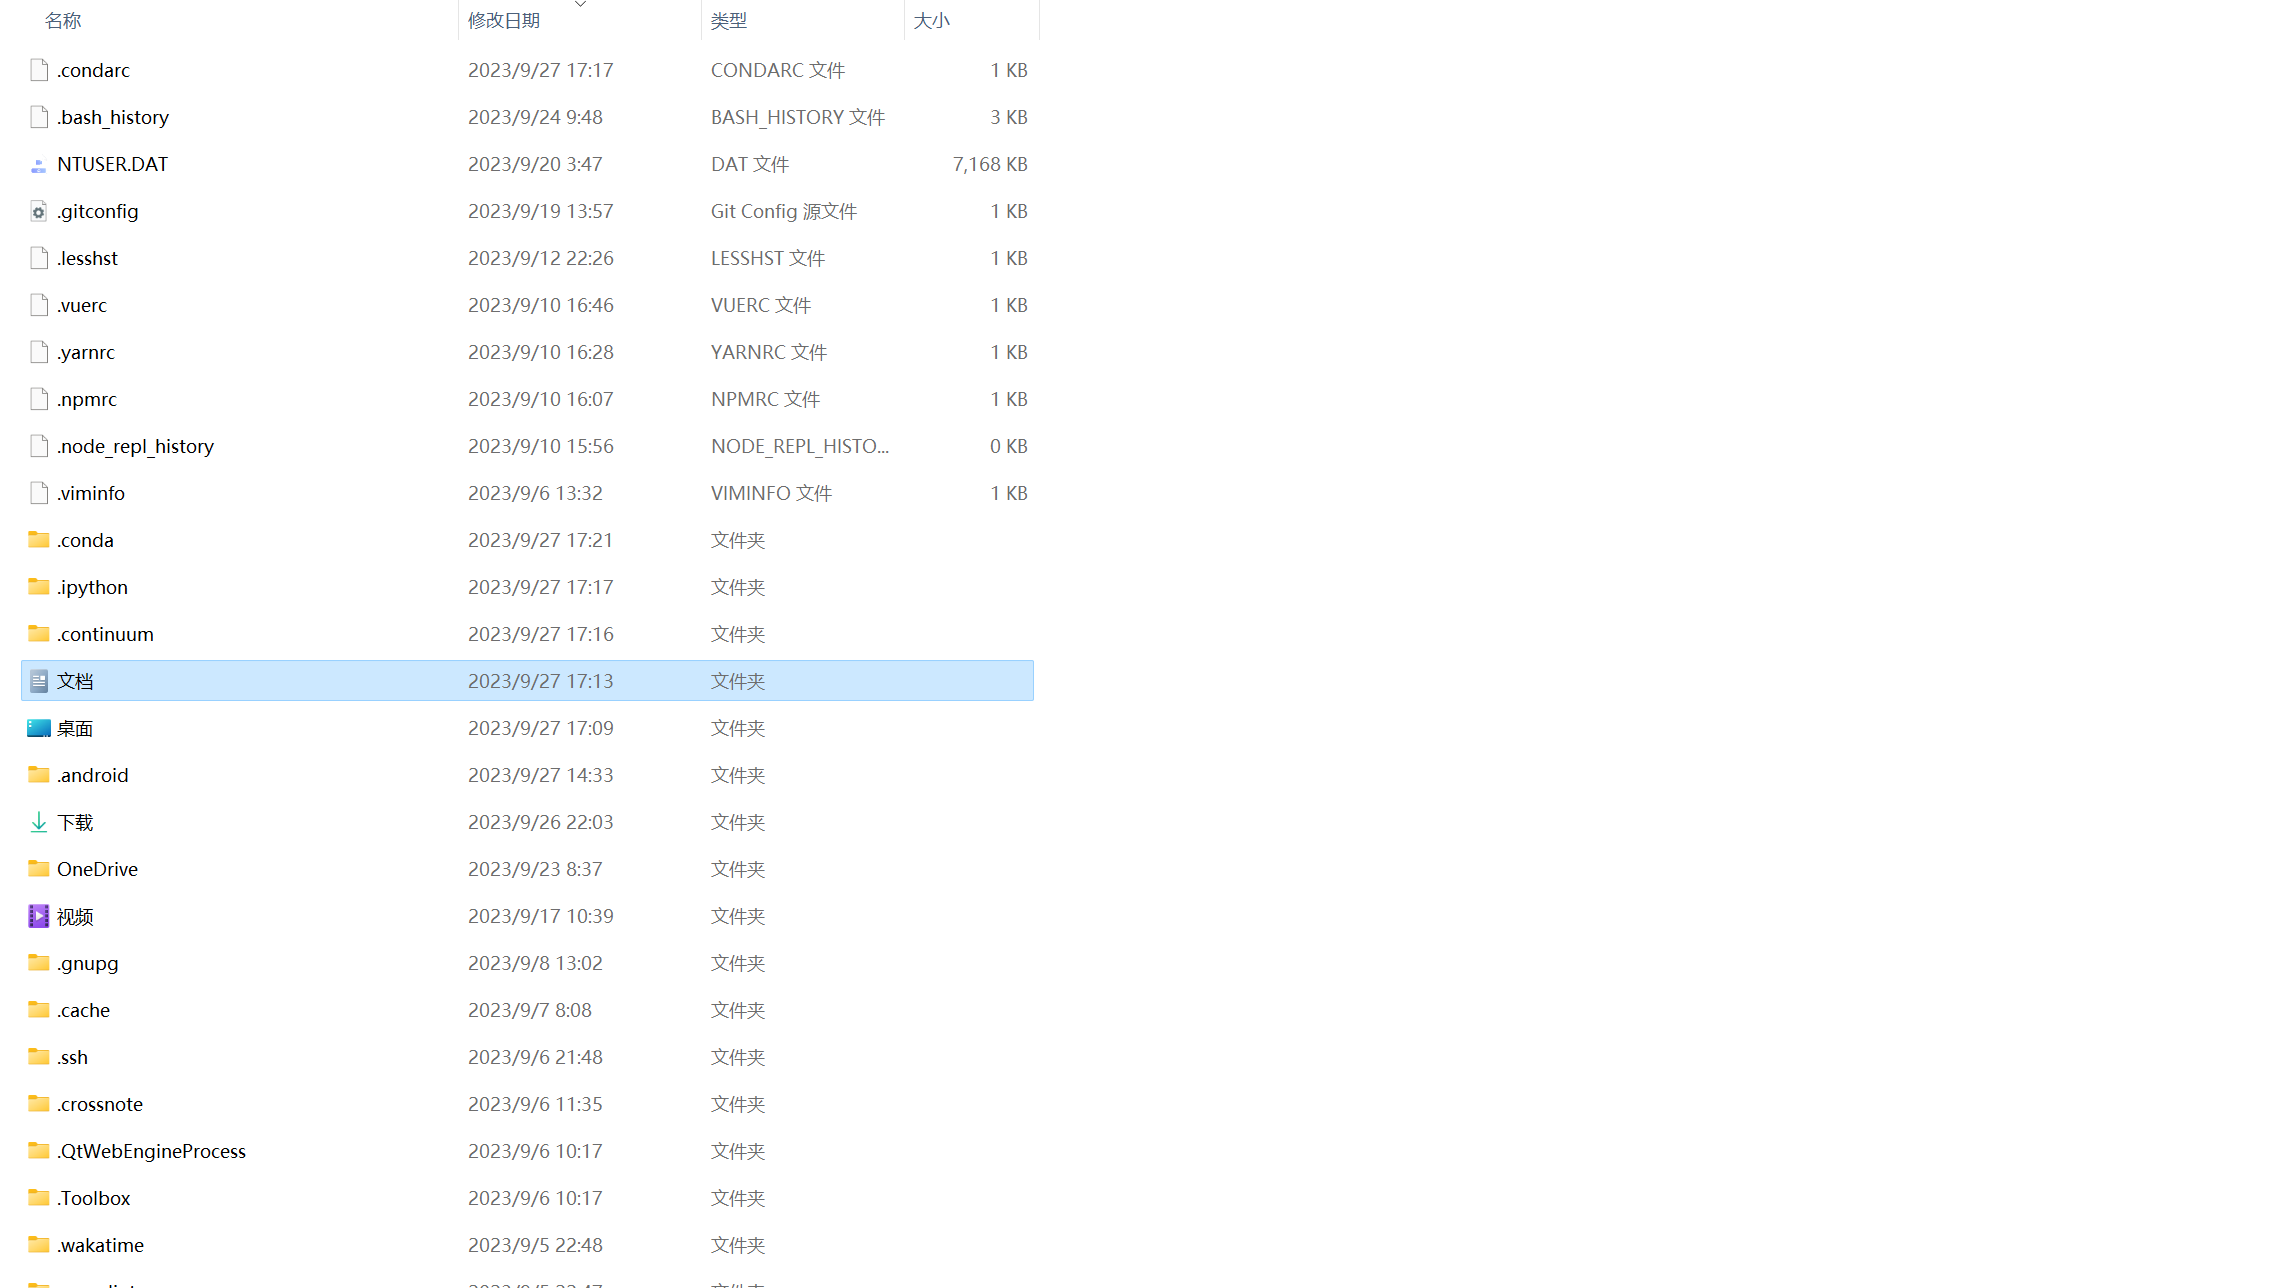 名称 修改日期 类型 大小
.condarc 2023/9/27 17:17 CONDARC 文件 1 KB
.bash_history 2023/9/24 9:48 BASH_HISTORY 文件 3 KB
NTUSER.DAT 2023/9/20 3:47 DAT 文件 7,168 KB
.gitconfig 2023/9/19 13:57 Git Config 源文件 1 KB
.lesshst 2023/9/12 22:26 LESSHST 文件 1 KB
.vuerc 2023/9/10 16:46 VUERC 文件 1 KB
.yarnrc 2023/9/10 16:28 YARNRC 文件 1 KB
.npmrc 2023/9/10 16:07 NPMRC 文件 1 KB
.node_repl_history 2023/9/10 15:56 NODE_REPL_HISTO... 0 KB
.viminfo 2023/9/6 13:32 VIMINFO 文件 1 KB
.conda 2023/9/27 17:21 文件夹
.ipython 2023/9/27 17:17 文件夹
.continuum 2023/9/27 17:16 文件夹
文档 2023/9/27 17:13 文件夹
桌面 2023/9/27 17:09 文件夹
.android 2023/9/27 14:33 文件夹
下载 2023/9/26 22:03 文件夹
OneDrive 2023/9/23 8:37 文件夹
视频 2023/9/17 10:39 文件夹
.gnupg 2023/9/8 13:02 文件夹
.cache 2023/9/7 8:08 文件夹
.ssh 2023/9/6 21:48 文件夹
.crossnote 2023/9/6 11:35 文件夹
.QtWebEngineProcess 2023/9/6 10:17 文件夹
.Toolbox 2023/9/6 10:17 文件夹
.wakatime 2023/9/5 22:48 文件夹